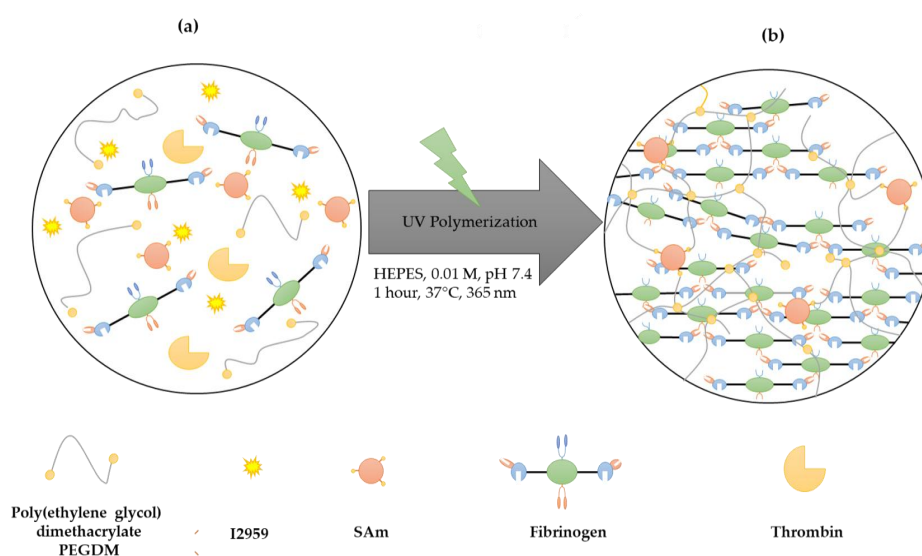 (a)
(b)
UV Polymerization
HEPES, 0.01 M, pH 7.4
1 hour, 37°C, 365 nm
Poly(ethylene glycol)
dimethacrylate
PEGDM
I2959
SAm
Fibrinogen
Thrombin